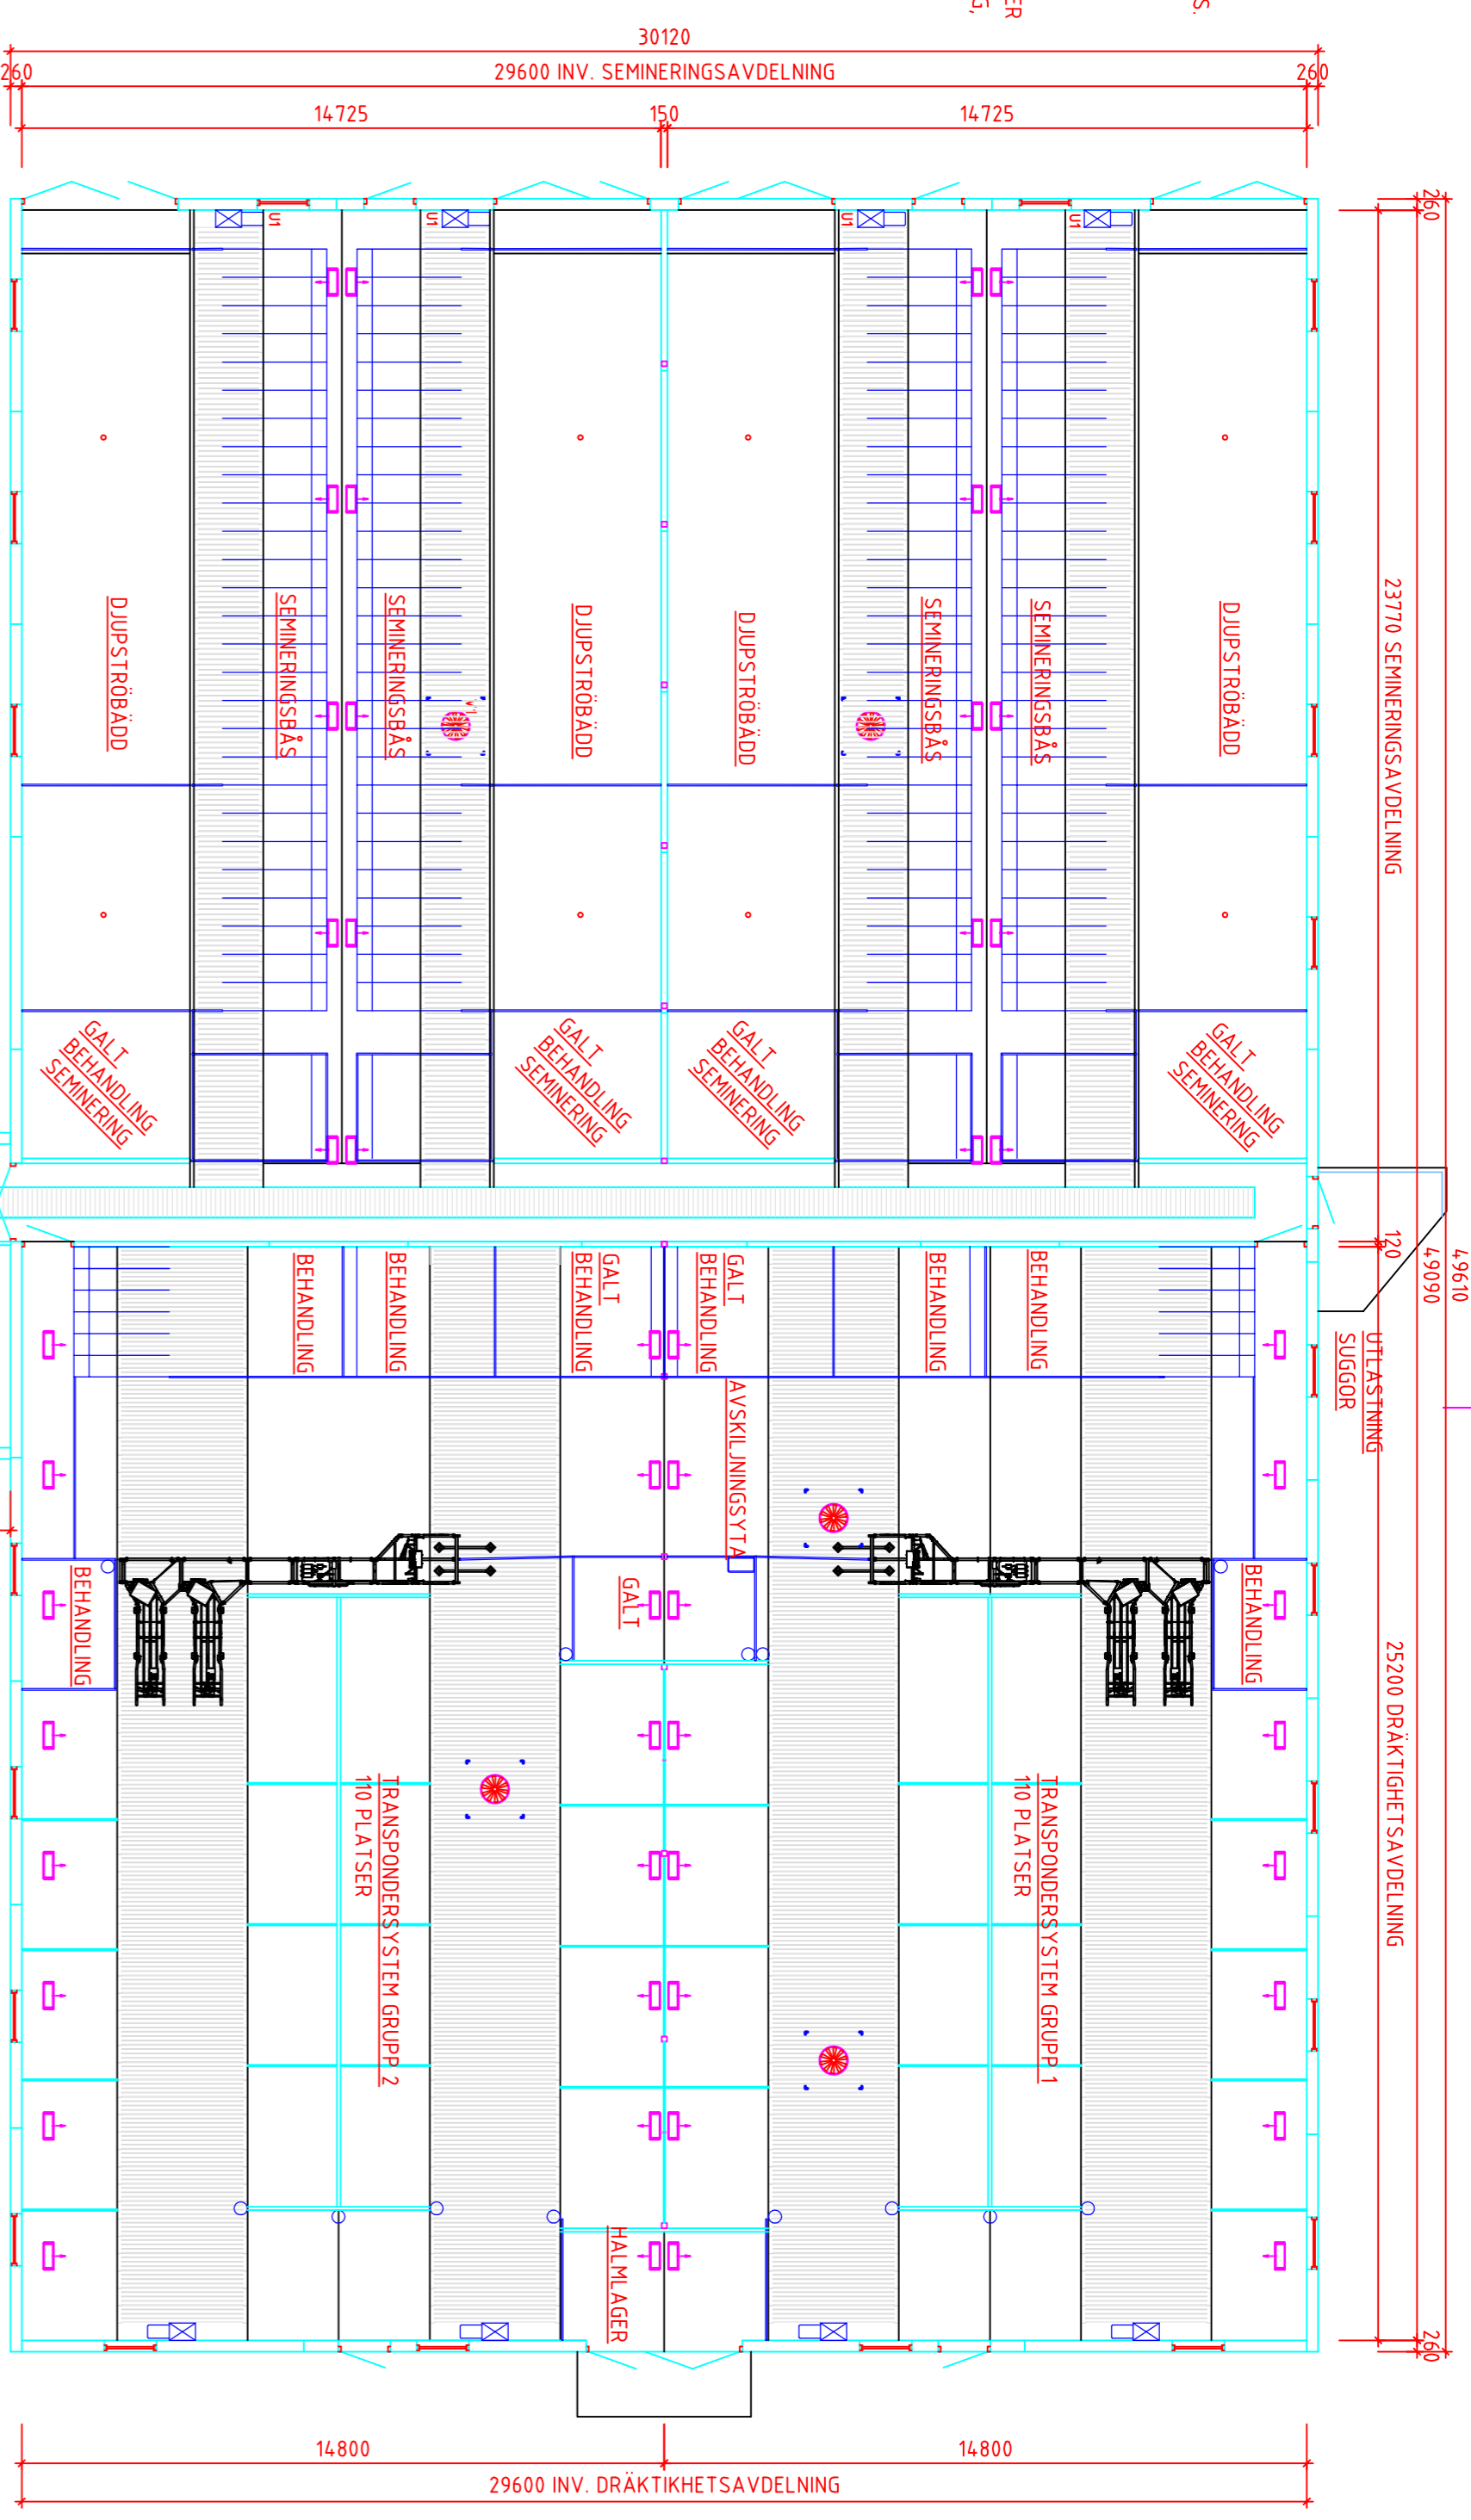 30120
29600 INV. SEMINERINGSAVDELNING
260
260
14725
150
14725
260
U1
U1
U1
U1
23770 SEMINERINGSAVDELNING
DJUPSTRÖBÄDD
SEMINERINGSBÅS
SEMINERINGSBÅS
DJUPSTRÖBÄDD
DJUPSTRÖBÄDD
SEMINERINGSBÅS
SEMINERINGSBÅS
DJUPSTRÖBÄDD
GALT
BEHANDLING
SEMINERING
GALT
BEHANDLING
SEMINERING
GALT
BEHANDLING
SEMINERING
GALT
BEHANDLING
SEMINERING
120
49090
49610
UTLASTNING
SUGGOR
BEHANDLING
BEHANDLING
GALT
BEHANDLING
GALT
BEHANDLING
BEHANDLING
BEHANDLING
AVSKILJNINGSYTA
BEHANDLING
GALT
BEHANDLING
25200 DRÄKTIGHETSAVDELNING
TRANSPONDERSYSTEM GRUPP 2
110 PLATSER
TRANSPONDERSYSTEM GRUPP 1
110 PLATSER
HALMLAGER
260
14800
14800
29600 INV. DRÄKTIKHETSAVDELNING